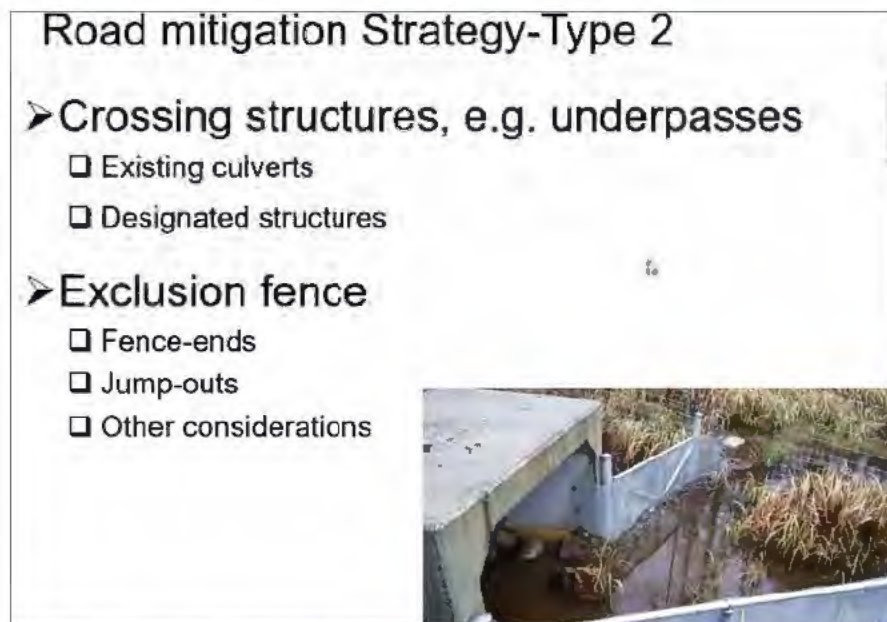 Road mitigation Strategy-Type 2
➢Crossing structures, e.g. underpasses
❑ Existing culverts
❑ Designated structures
➢Exclusion fence
❑ Fence-ends
❑ Jump-outs
❑ Other considerations